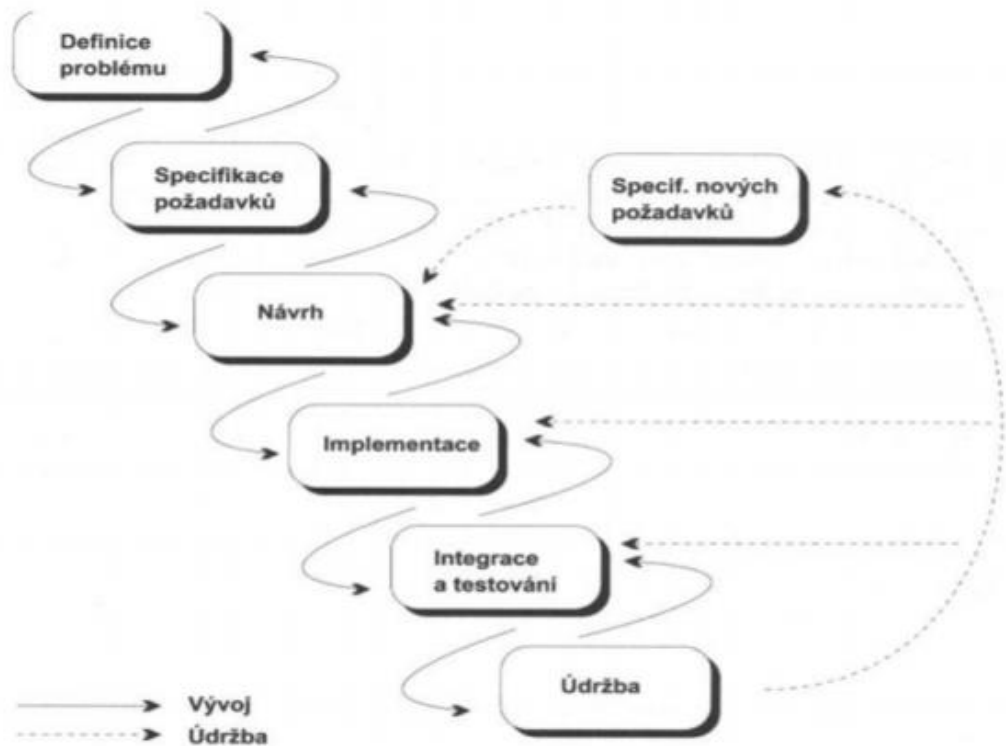 Definice
problému
Specifikace
požadavků
Specif. nových
požadavků
Návrh
Implementace
Integrace
a testování
Údržba
Vývoj
Údržba